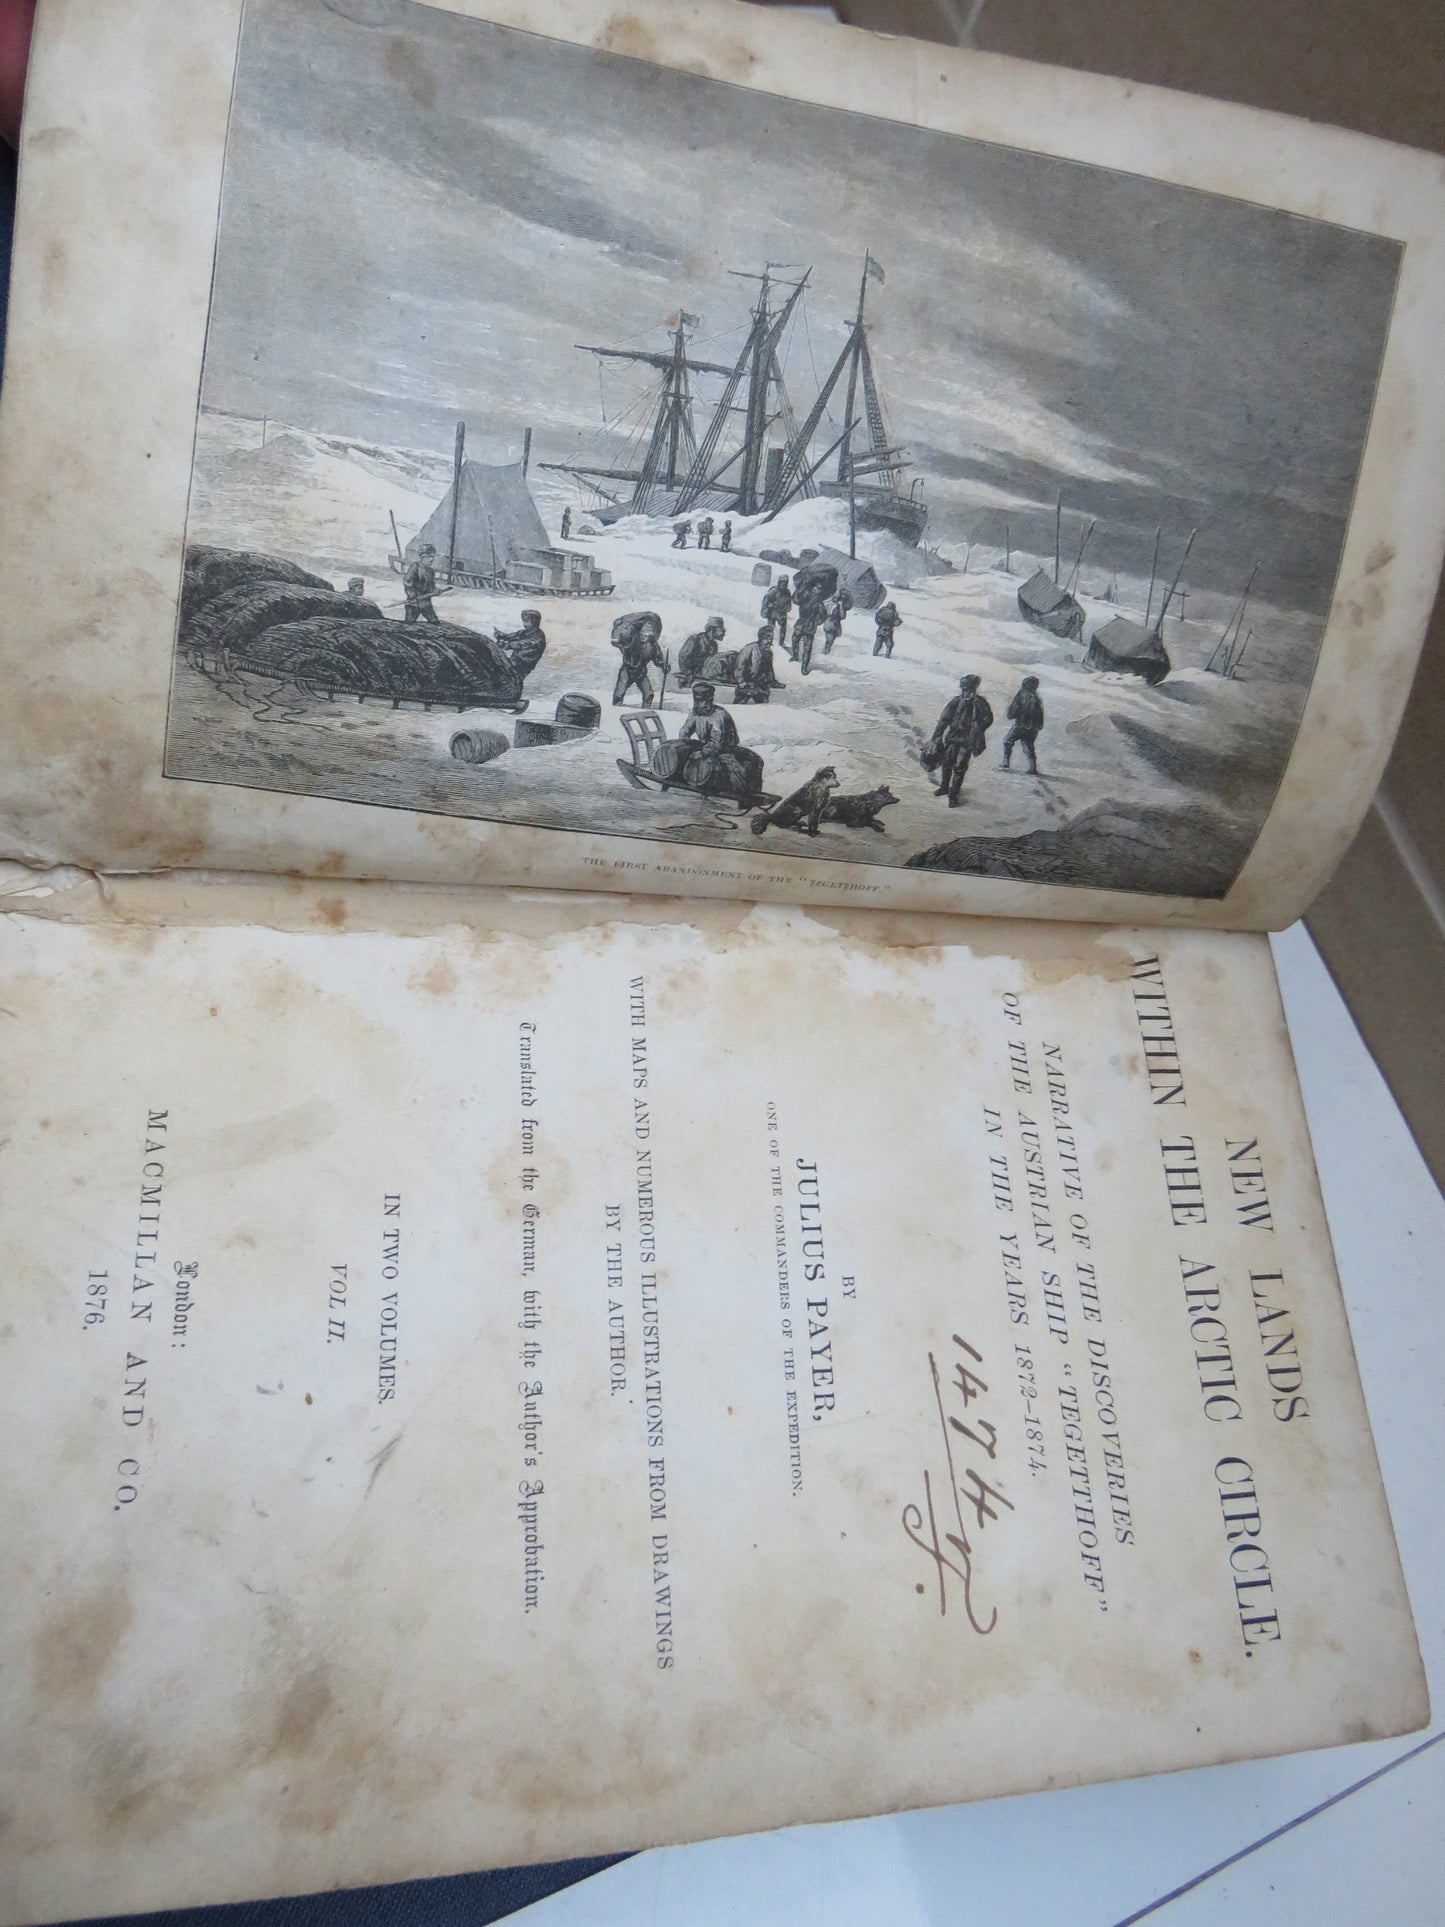 THE FIRST ABANDONMENT OF THE "TEGETTHOFF."
NEW LANDS
WITHIN THE ARCTIC CIRCLE.
NARRATIVE OF THE DISCOVERIES
OF THE AUSTRIAN SHIP "TEGETTHOFF"
IN THE YEARS 1872–1874.
BY
JULIUS PAYER,
ONE OF THE COMMANDERS OF THE EXPEDITION.
WITH MAPS AND NUMEROUS ILLUSTRATIONS FROM DRAWINGS
BY THE AUTHOR.
Translated from the German, with the Author's Approbation.
IN TWO VOLUMES.
VOL II.
London:
MACMILLAN AND CO.
1876.